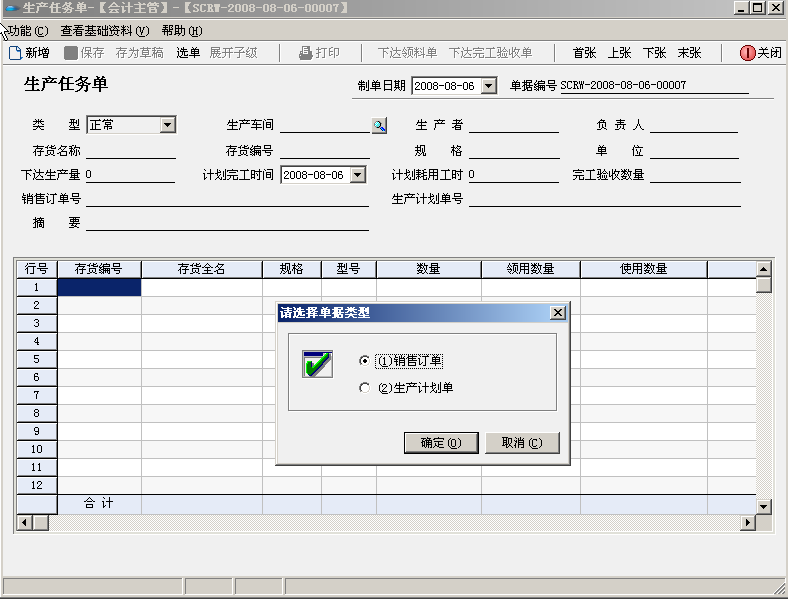 生产任务单-【会计主管】-【SCRW-2008-08-06-00007】
功能(C) 查看基础资料(V) 帮助(H)
新增 保存 存为草稿 选单 展开子级 打印 下达领料单 下达完工验收单 首张 上张 下张 末张 关闭
生产任务单 制单日期 2008-08-06 单据编号 SCRW-2008-08-06-00007
类 型 正常 生产车间 生 产 者 负 责 人
存货名称 存货编号 规 格 单 位
下达生产量 0 计划完工时间 2008-08-06 计划耗用工时 0 完工验收数量
销售订单号 生产计划单号
摘 要
行号 存货编号 存货全名 规格 型号 数量 领用数量 使用数量
1
2
3
4
5
6
7
8
9
10
11
12
合 计
请选择单据类型
(1)销售订单
(2)生产计划单
确定(O) 取消(C)